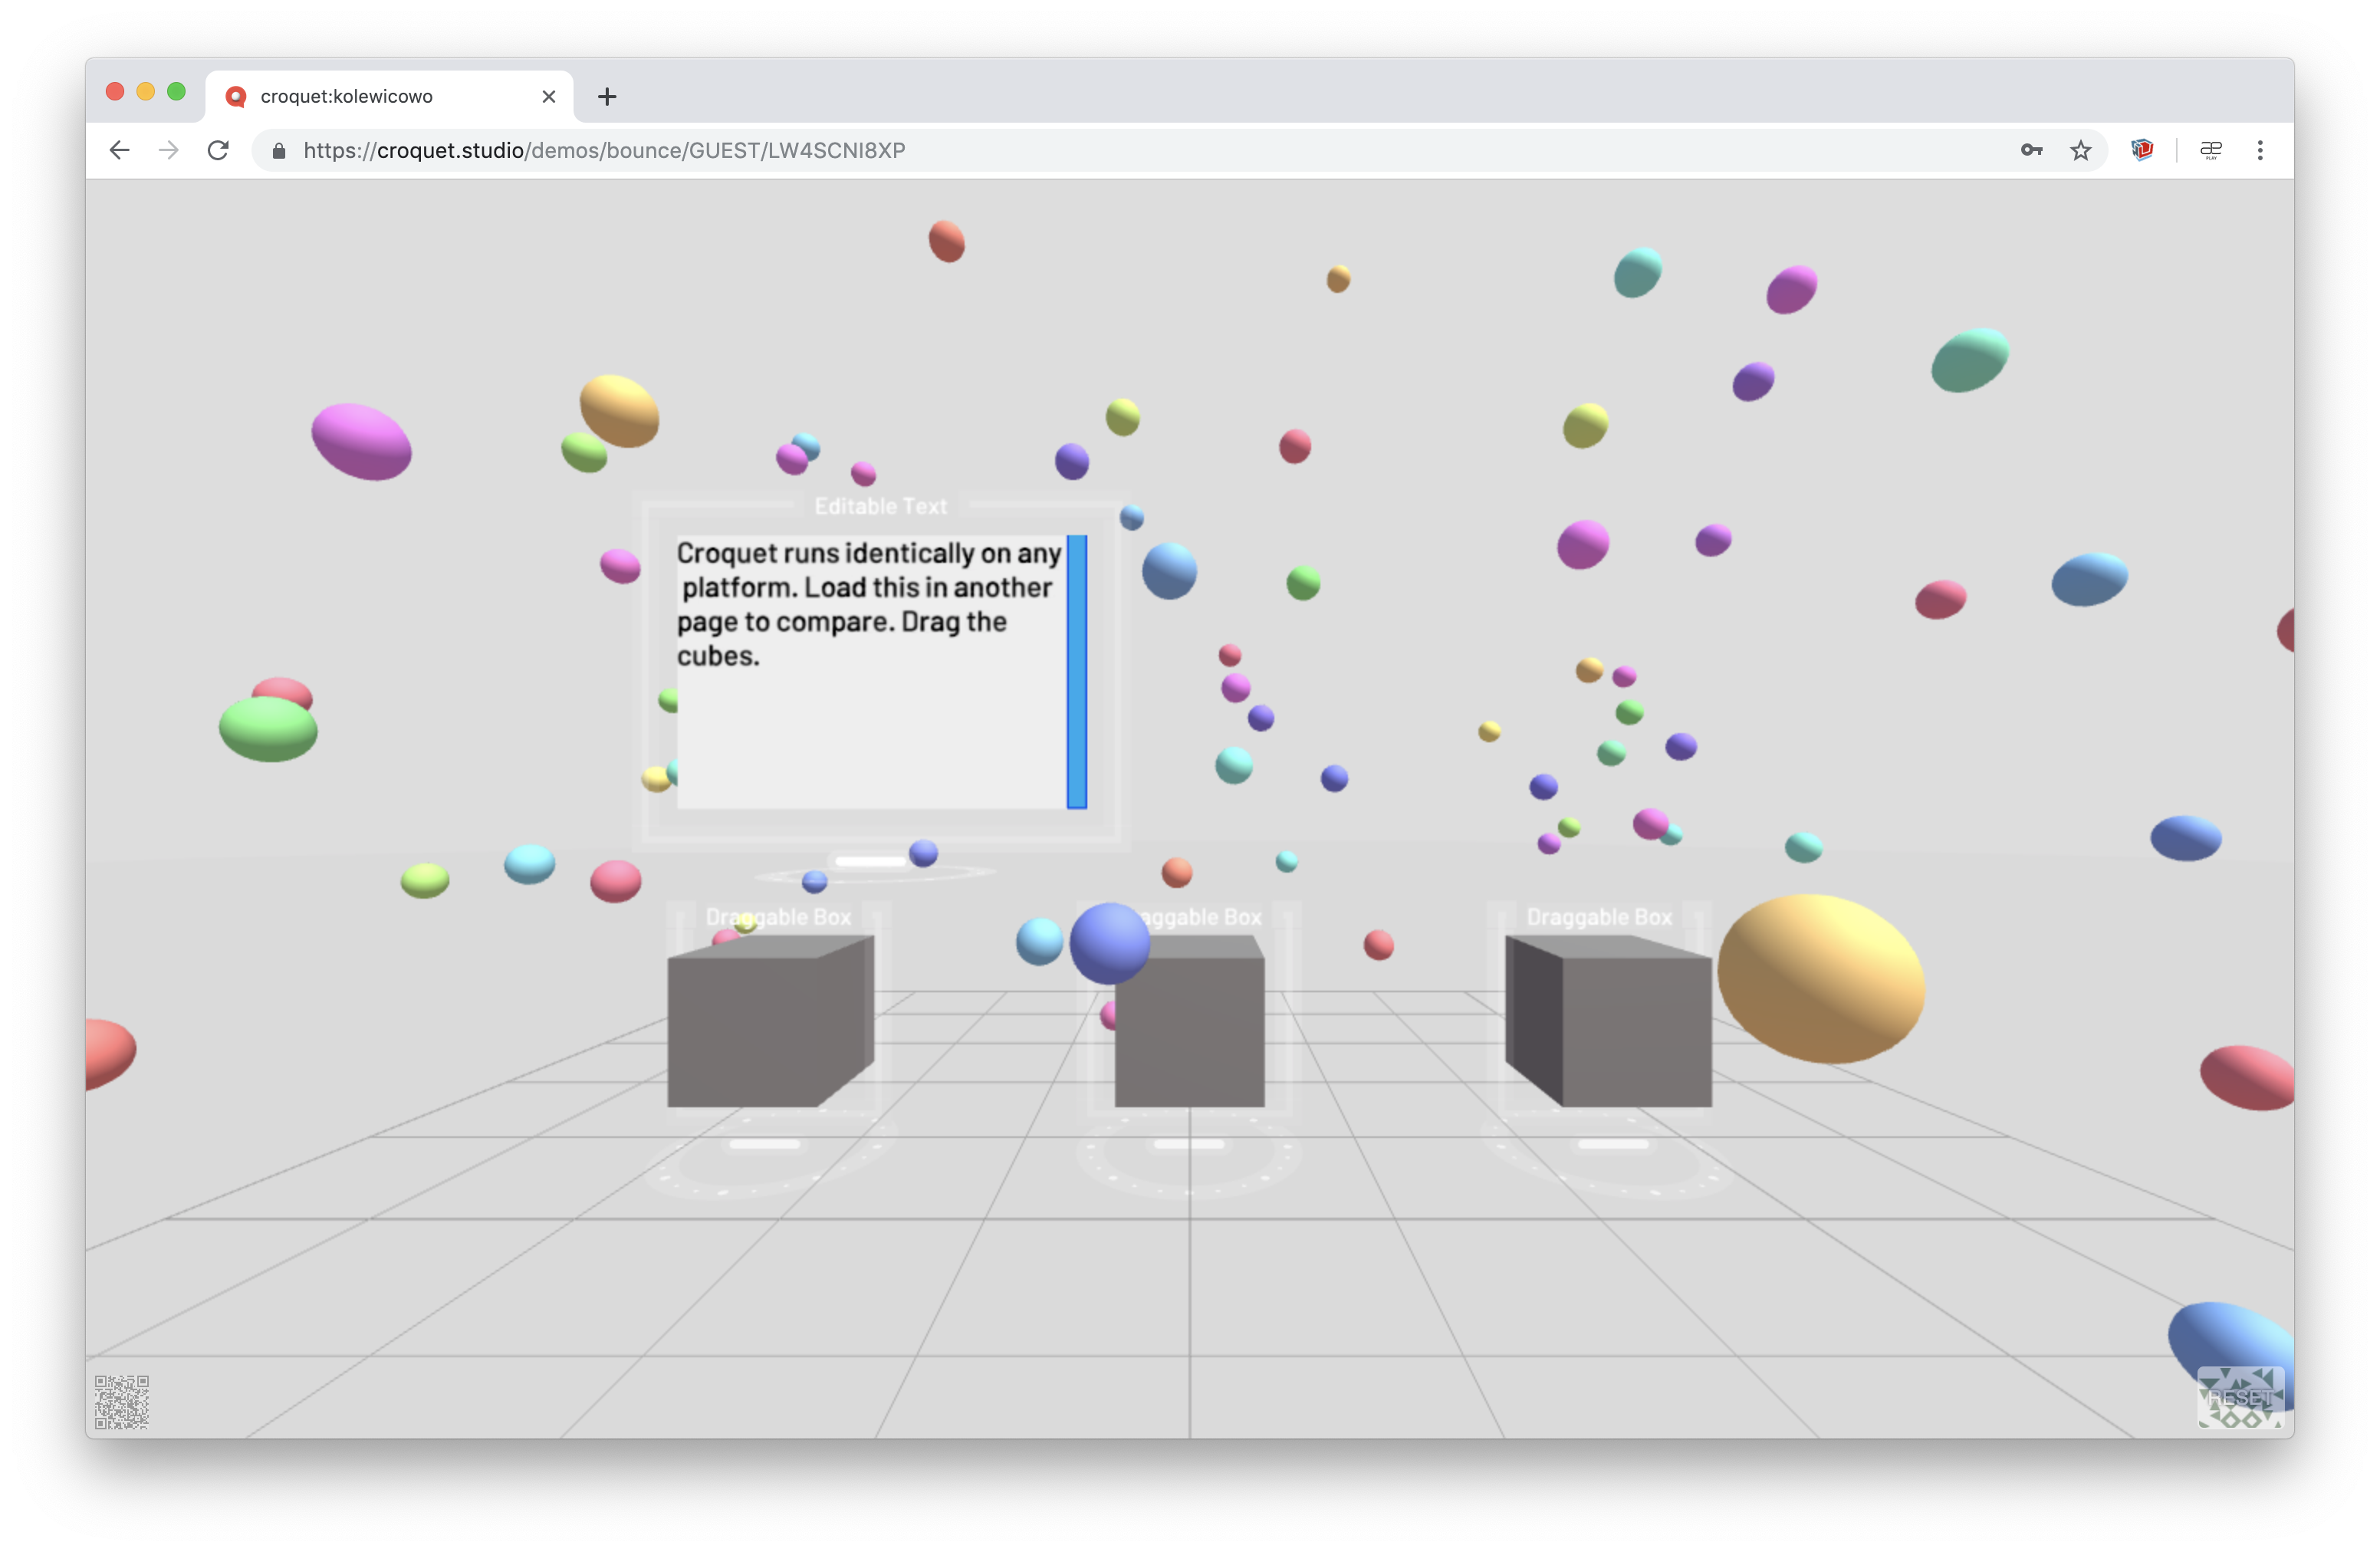 croquet:kolewicowo
https://croquet.studio/demos/bounce/GUEST/LW4SCNI8XP
PLAY
Editable Text
Croquet runs identically on any
platform. Load this in another
page to compare. Drag the
cubes.
Draggable Box
aggable Box
Draggable Box
RESET